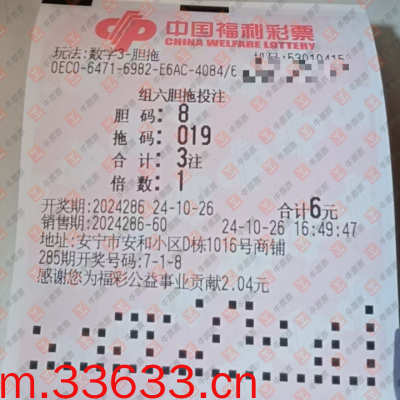 中国福利彩票
CHINA WELFARE LOTTERY
玩法:数字3-胆拖
0EC0-6471-6982-E6AC-4084/6
组六胆拖投注
胆码:8
拖码:019
合计:3注
倍数:1
开奖期:2024286 24-10-26 合计6元
销售期:2024286-60 24-10-26 16:49:47
地址:安宁市安和小区D栋1016号商铺
285期开奖号码:7-1-8
感谢您为福彩公益事业贡献2.04元
m.33633.cn